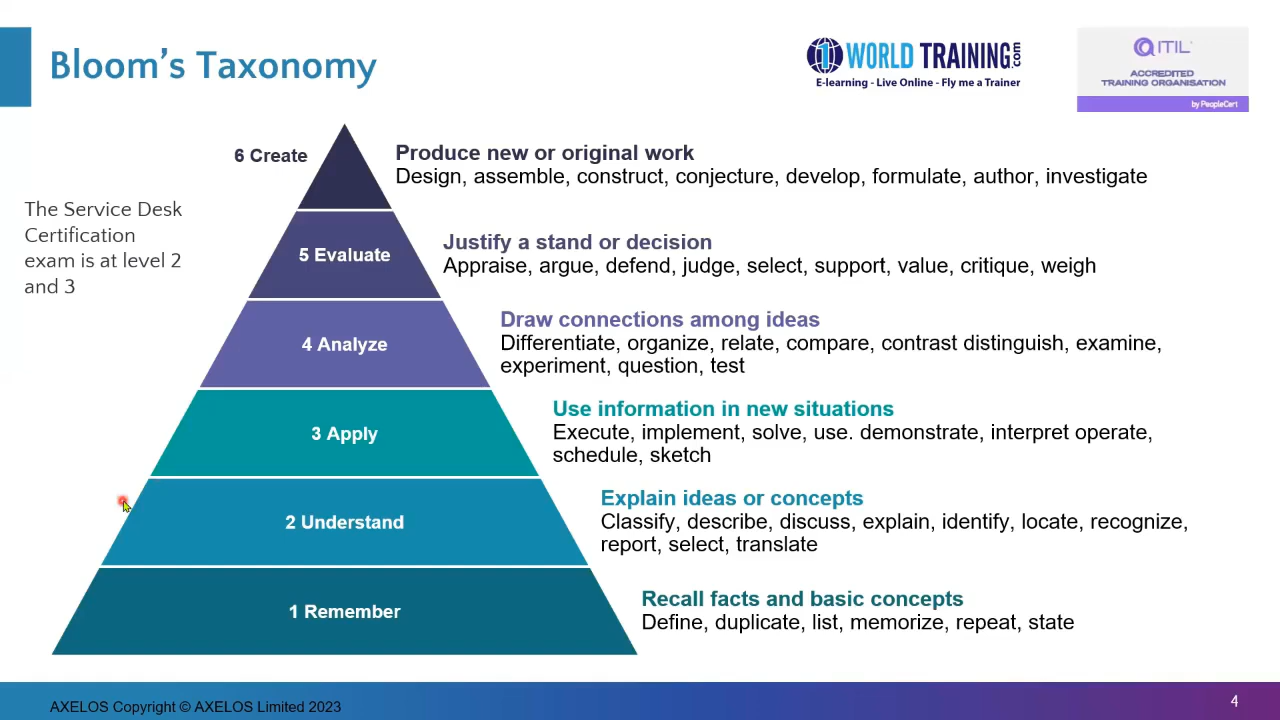 Bloom's Taxonomy
1 WORLD TRAINING.com
E-learning - Live Online - Fly me a Trainer
ITIL
ACCREDITED
TRAINING ORGANISATION
by PeopleCert
The Service Desk
Certification
exam is at level 2
and 3
6 Create
Produce new or original work
Design, assemble, construct, conjecture, develop, formulate, author, investigate
5 Evaluate
Justify a stand or decision
Appraise, argue, defend, judge, select, support, value, critique, weigh
4 Analyze
Draw connections among ideas
Differentiate, organize, relate, compare, contrast distinguish, examine,
experiment, question, test
3 Apply
Use information in new situations
Execute, implement, solve, use. demonstrate, interpret operate,
schedule, sketch
2 Understand
Explain ideas or concepts
Classify, describe, discuss, explain, identify, locate, recognize,
report, select, translate
1 Remember
Recall facts and basic concepts
Define, duplicate, list, memorize, repeat, state
AXELOS Copyright © AXELOS Limited 2023
4